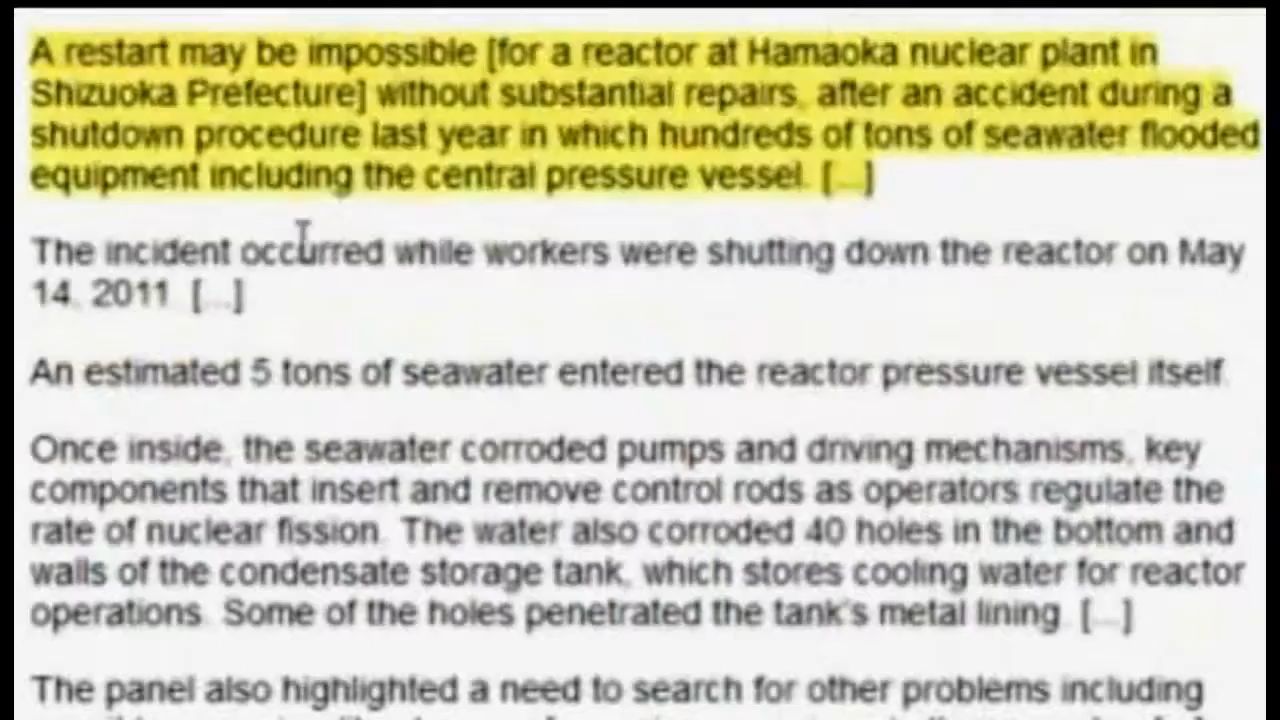 A restart may be impossible [for a reactor at Hamaoka nuclear plant in
Shizuoka Prefecture] without substantial repairs, after an accident during a
shutdown procedure last year in which hundreds of tons of seawater flooded
equipment including the central pressure vessel. [...]
The incident occurred while workers were shutting down the reactor on May
14, 2011. [...]
An estimated 5 tons of seawater entered the reactor pressure vessel itself.
Once inside, the seawater corroded pumps and driving mechanisms, key
components that insert and remove control rods as operators regulate the
rate of nuclear fission. The water also corroded 40 holes in the bottom and
walls of the condensate storage tank, which stores cooling water for reactor
operations. Some of the holes penetrated the tank's metal lining. [...]
The panel also highlighted a need to search for other problems including